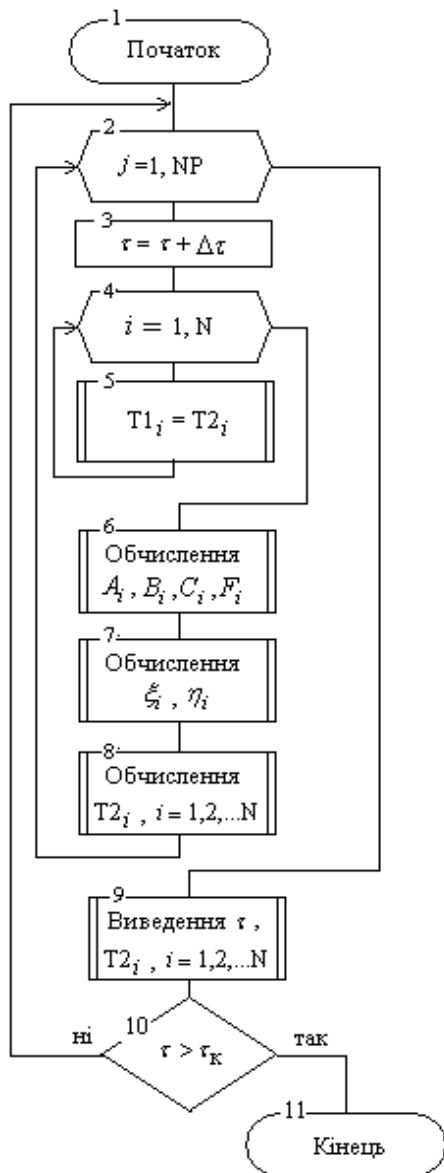 1
Початок
2
j = 1, NP
3
τ = τ + Δτ
4
i = 1, N
5
T1ᵢ = T2ᵢ
6
Обчислення
Aᵢ , Bᵢ , Cᵢ , Fᵢ
7
Обчислення
ξᵢ , ηᵢ
8
Обчислення
T2ᵢ , i = 1,2,...N
9
Виведення τ ,
T2ᵢ , i = 1,2,...N
ні
10
τ > τк
так
11
Кінець